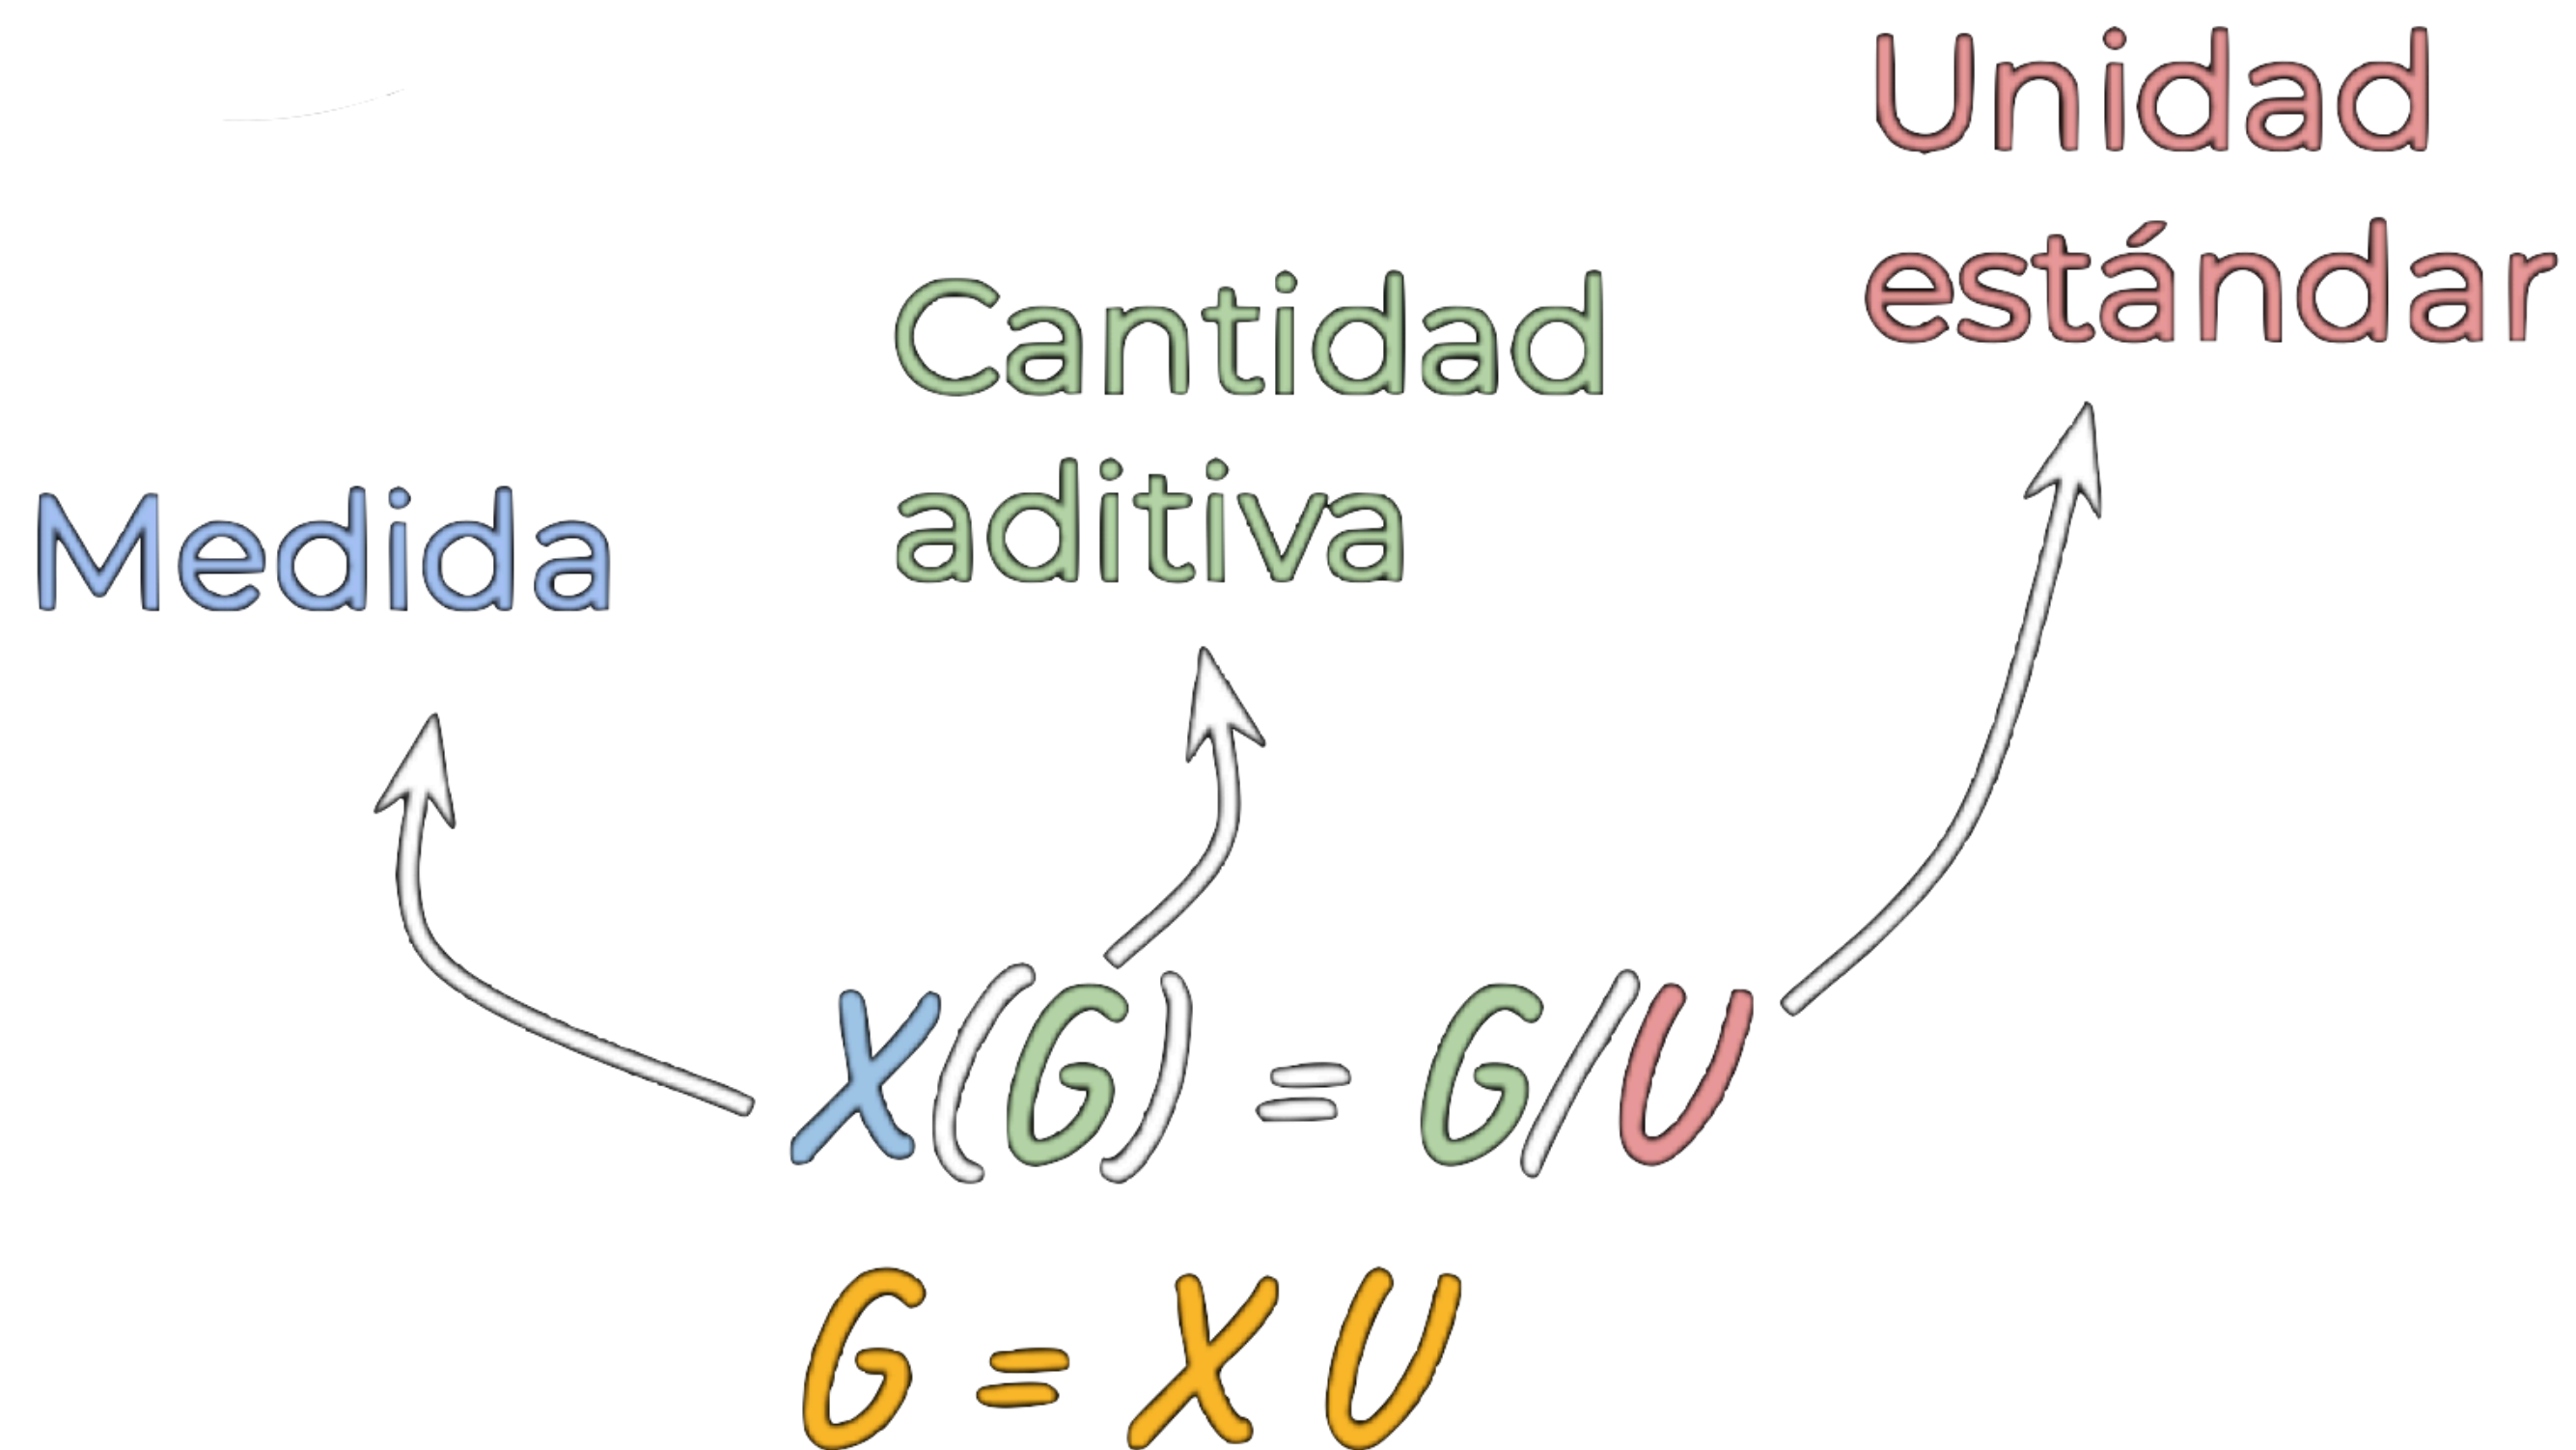 Unidad
estándar
Cantidad
aditiva
Medida
X(G) = G/U
G = X U